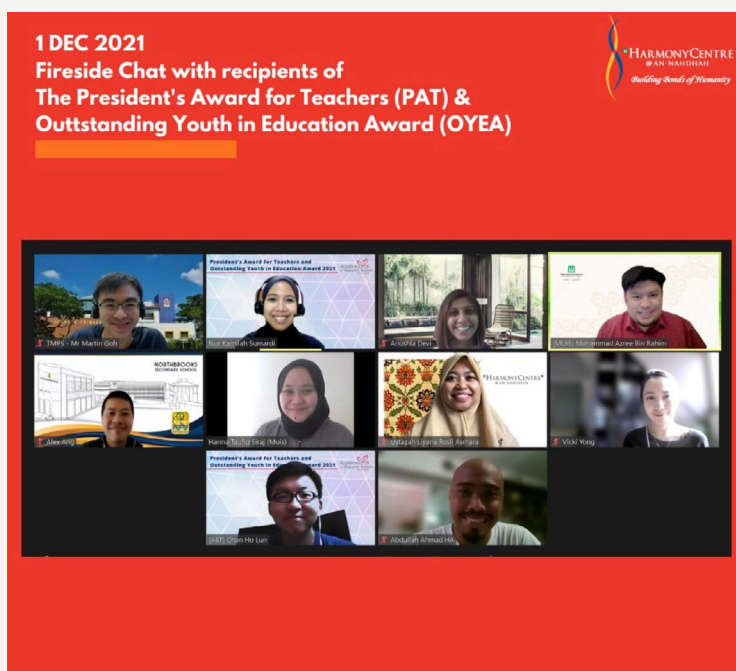 1 DEC 2021
Fireside Chat with recipients of
The President's Award for Teachers (PAT) &
Outtstanding Youth in Education Award (OYEA)
HARMONYCENTRE
@AN-NAHDHAH
Building Bonds of Humanity
TMPS - Mr Martin Goh
President's Award for Teachers and
Outstanding Youth in Education Award 2021
Nur Kamilah Sumardi
Anushia Devi
(MUIS) Muhammad Azree Bin Rahim
NORTHBROOKS
SECONDARY SCHOOL
Alex Ang
Hanna Taufiq Siraj (Muis)
HARMONYCENTRE
@AN-NAHDHAH
Ustazah Liyana Rosli Asmara
Vicki Yong
President's Award for Teachers and
Outstanding Youth in Education Award 2021
(AST) Chan Ho Lun
Abdullah Ahmad HA